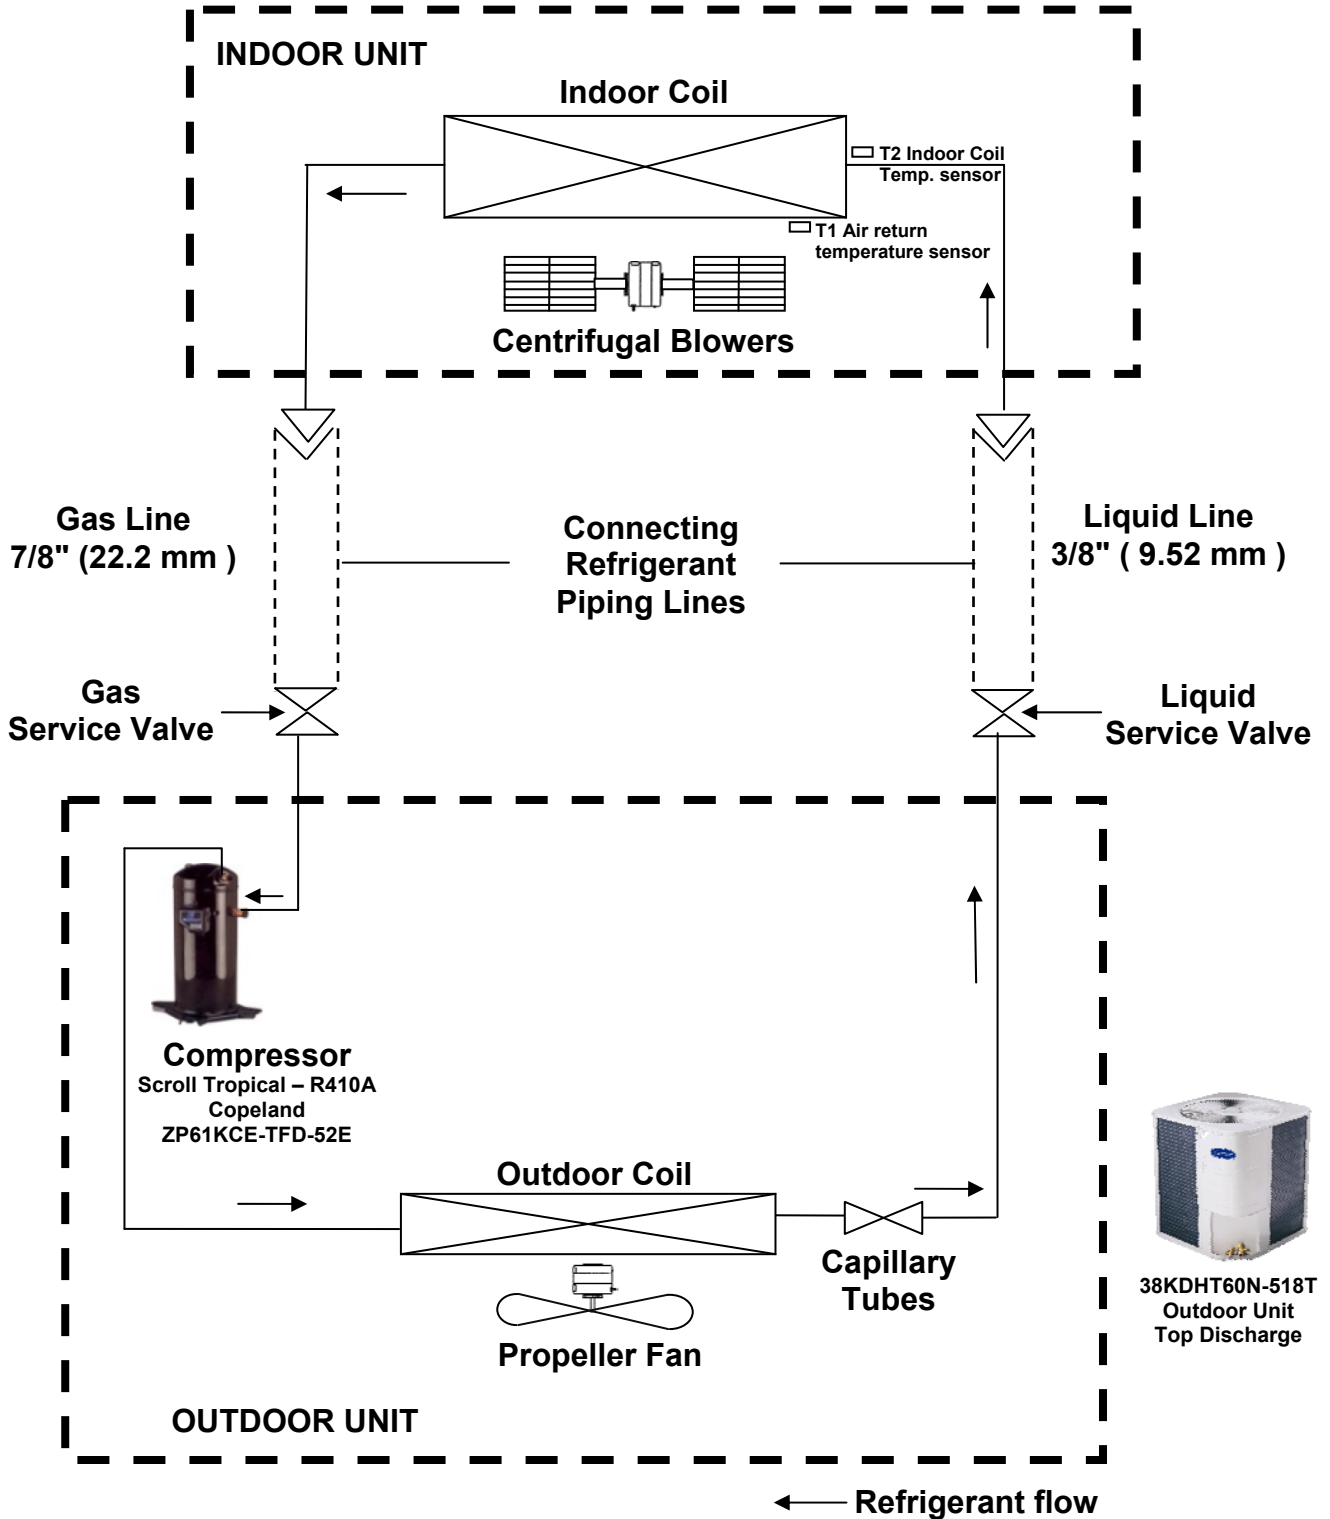 INDOOR UNIT
Indoor Coil
T2 Indoor Coil
Temp. sensor
T1 Air return
temperature sensor
Centrifugal Blowers
Gas Line
7/8" (22.2 mm )
Connecting
Refrigerant
Piping Lines
Liquid Line
3/8" ( 9.52 mm )
Gas
Service Valve
Liquid
Service Valve
Compressor
Scroll Tropical – R410A
Copeland
ZP61KCE-TFD-52E
Outdoor Coil
Capillary
Tubes
Propeller Fan
38KDHT60N-518T
Outdoor Unit
Top Discharge
OUTDOOR UNIT
Refrigerant flow